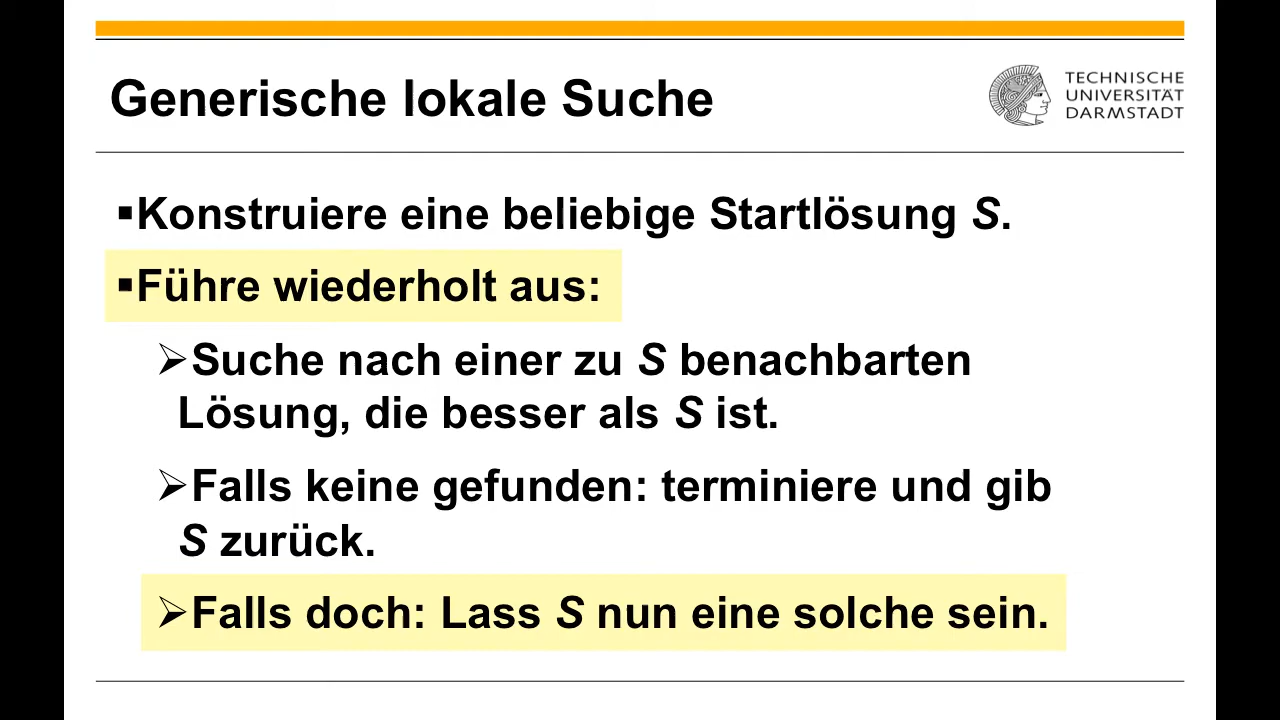 Generische lokale Suche
TECHNISCHE
UNIVERSITÄT
DARMSTADT
▪Konstruiere eine beliebige Startlösung S.
▪Führe wiederholt aus:
➢Suche nach einer zu S benachbarten
Lösung, die besser als S ist.
➢Falls keine gefunden: terminiere und gib
S zurück.
➢Falls doch: Lass S nun eine solche sein.